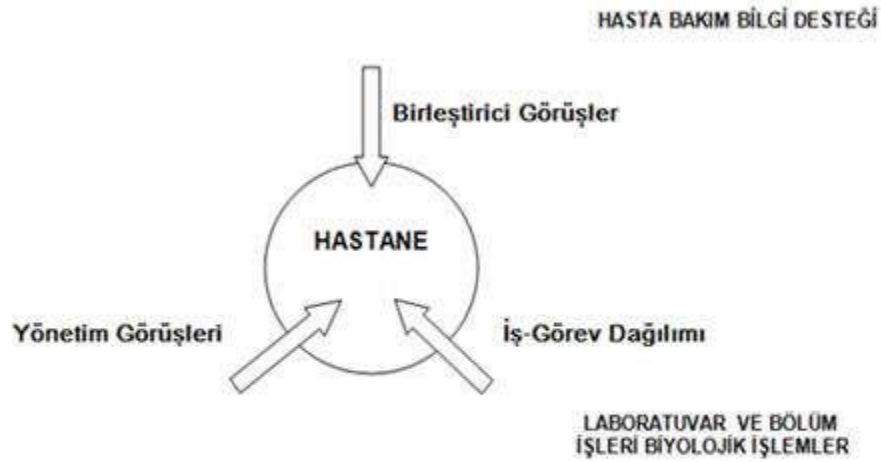 HASTA BAKIM BİLGİ DESTEĞİ
Birleştirici Görüşler
HASTANE
Yönetim Görüşleri
İş-Görev Dağılımı
LABORATUVAR VE BÖLÜM
İŞLERİ BİYOLOJİK İŞLEMLER